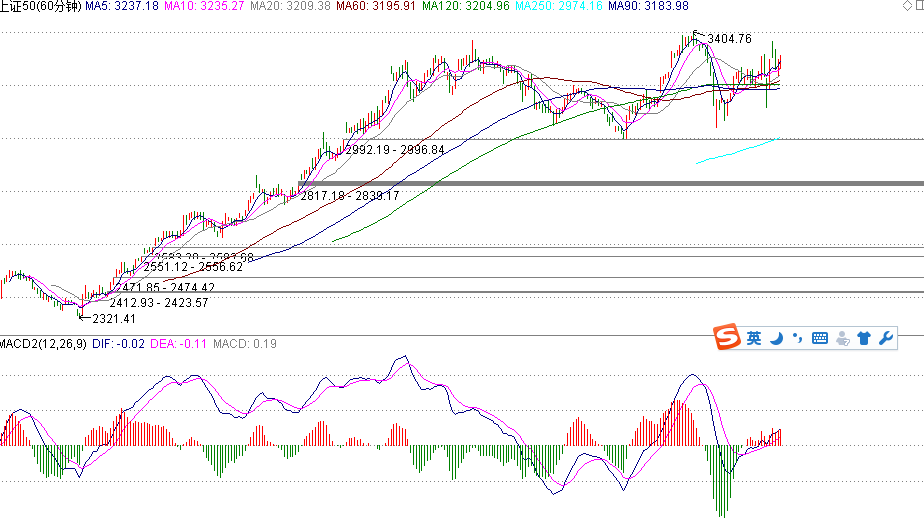 上证50(60分钟) MA5: 3237.18 MA10: 3235.27 MA20: 3209.38 MA60: 3195.91 MA120: 3204.96 MA250: 2974.16 MA90: 3183.98
3404.76
2992.19 - 2996.84
2817.18 - 2839.17
2551.12 - 2556.62
2471.85 - 2474.42
2412.93 - 2423.57
2321.41
英
MACD2(12,26,9) DIF: -0.02 DEA: -0.11 MACD: 0.19